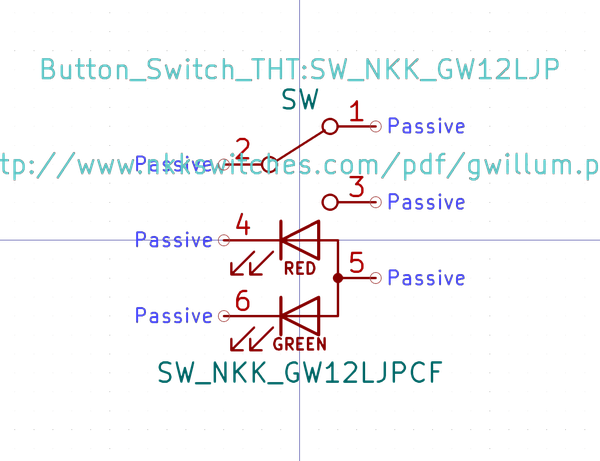 Button_Switch_THT:SW_NKK_GW12LJP
SW
1 Passive
Passive 2
tp://www.nkkswitches.com/pdf/gwillum.p
3 Passive
Passive 4
RED
5 Passive
Passive 6
GREEN
SW_NKK_GW12LJPCF